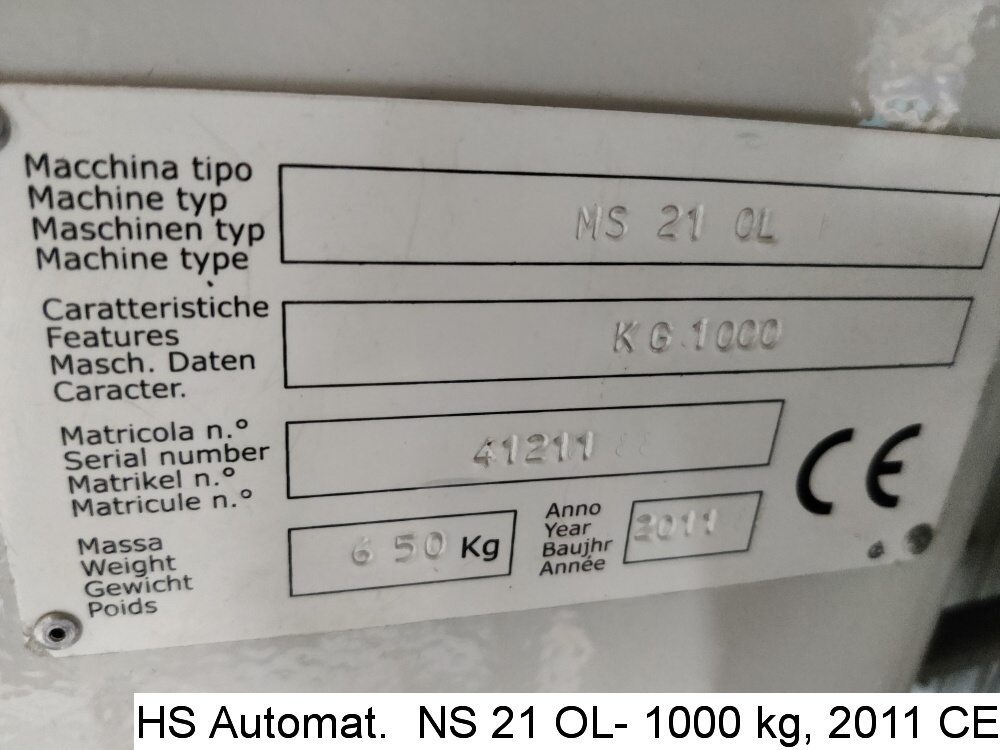 Macchina tipo
Machine typ
Maschinen typ
Machine type
MS 21 OL
Caratteristiche
Features
Masch. Daten
Caracter.
KG.1000
Matricola n.°
Serial number
Matrikel n.°
Matricule n.°
41211
CE
Massa
Weight
Gewicht
Poids
650 Kg
Anno
Year
Baujhr
Année
2011
HS Automat.  NS 21 OL- 1000 kg, 2011 CE